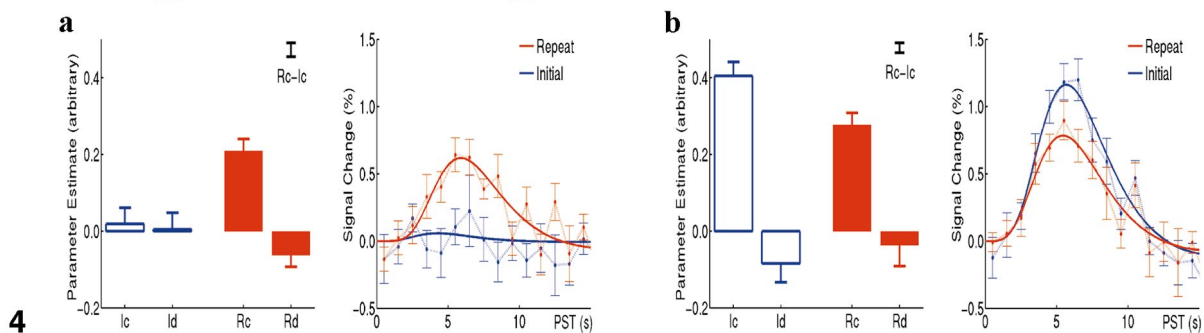 a
Parameter Estimate (arbitrary)
0.4
0.2
0.0
−0.2
Rc−Ic
Ic Id Rc Rd
Signal Change (%)
1.5
1.0
0.5
0.0
−0.5
Repeat
Initial
0 5 10 PST (s)
b
Parameter Estimate (arbitrary)
0.4
0.2
0.0
−0.2
Rc−Ic
Ic Id Rc Rd
Signal Change (%)
1.5
1.0
0.5
0.0
−0.5
Repeat
Initial
0 5 10 PST (s)
4